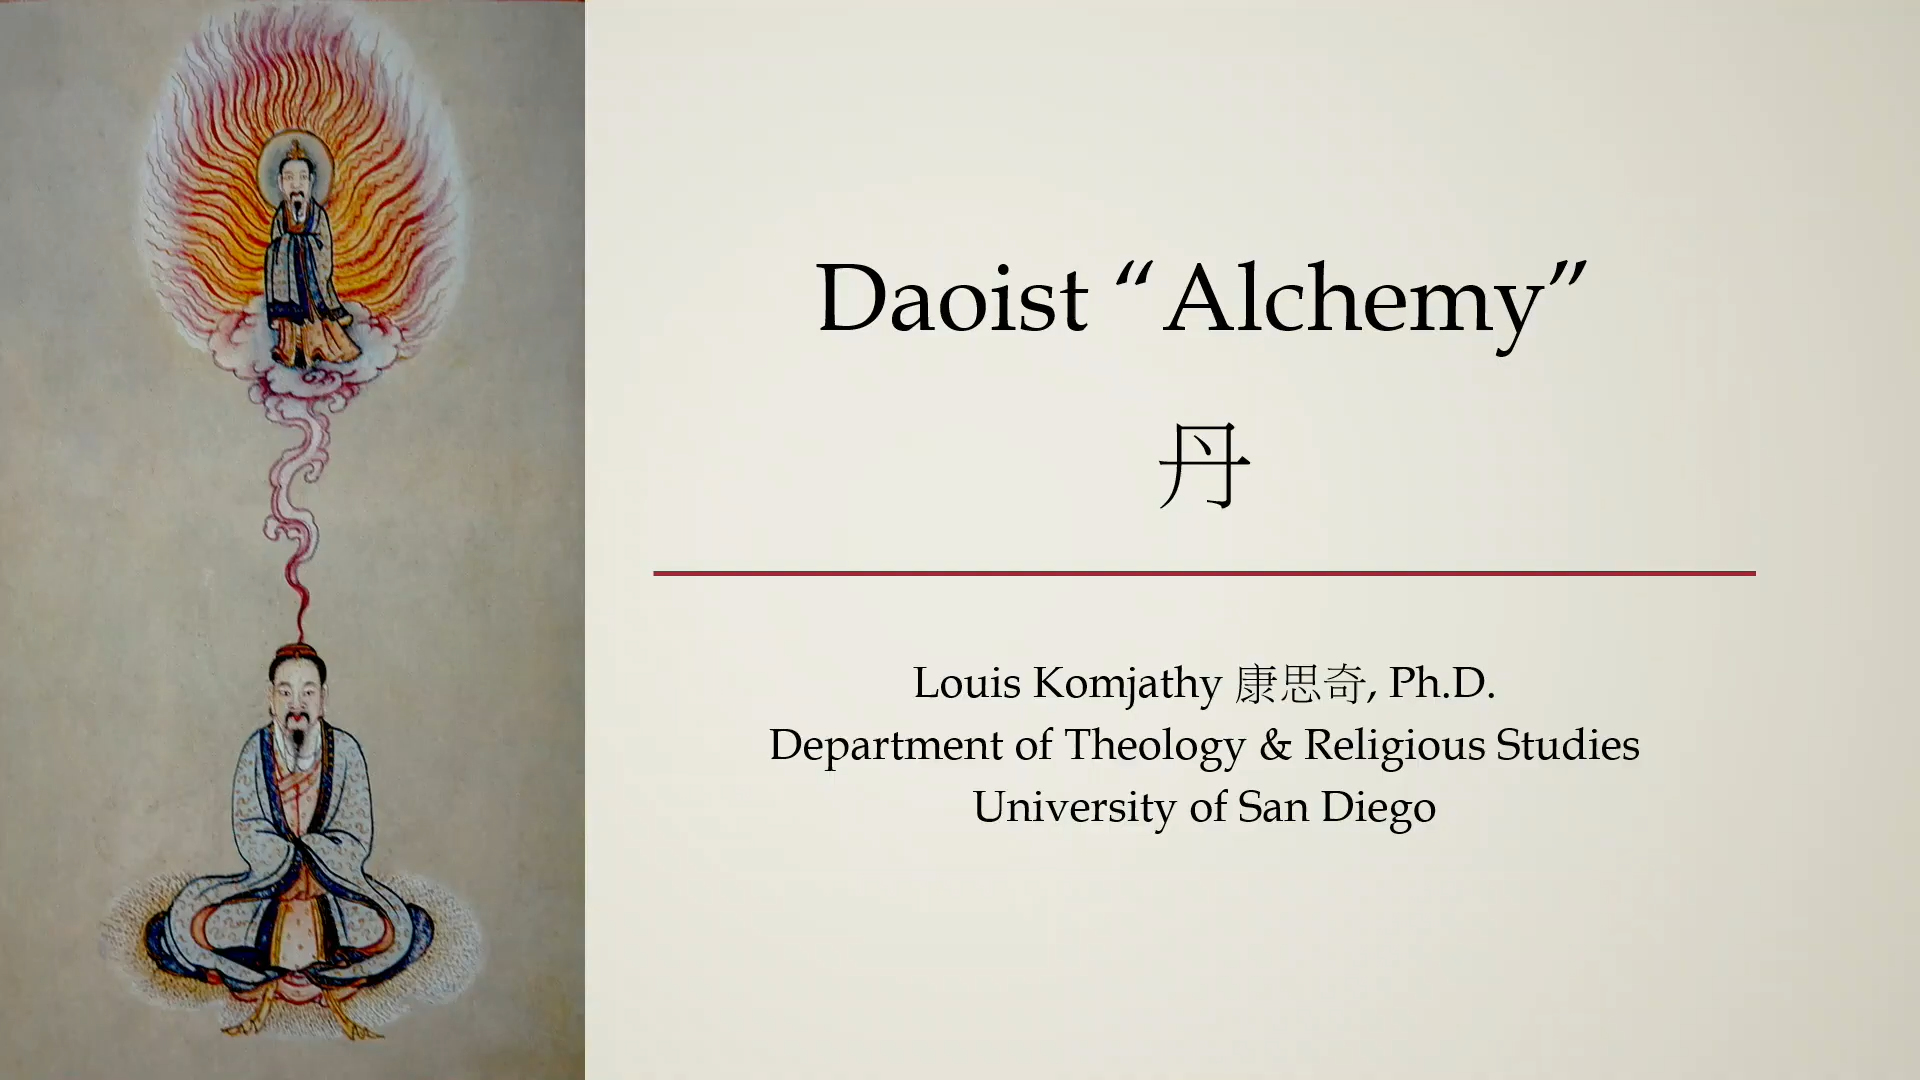 Daoist “Alchemy”
丹
Louis Komjathy 康思奇, Ph.D.
Department of Theology & Religious Studies
University of San Diego